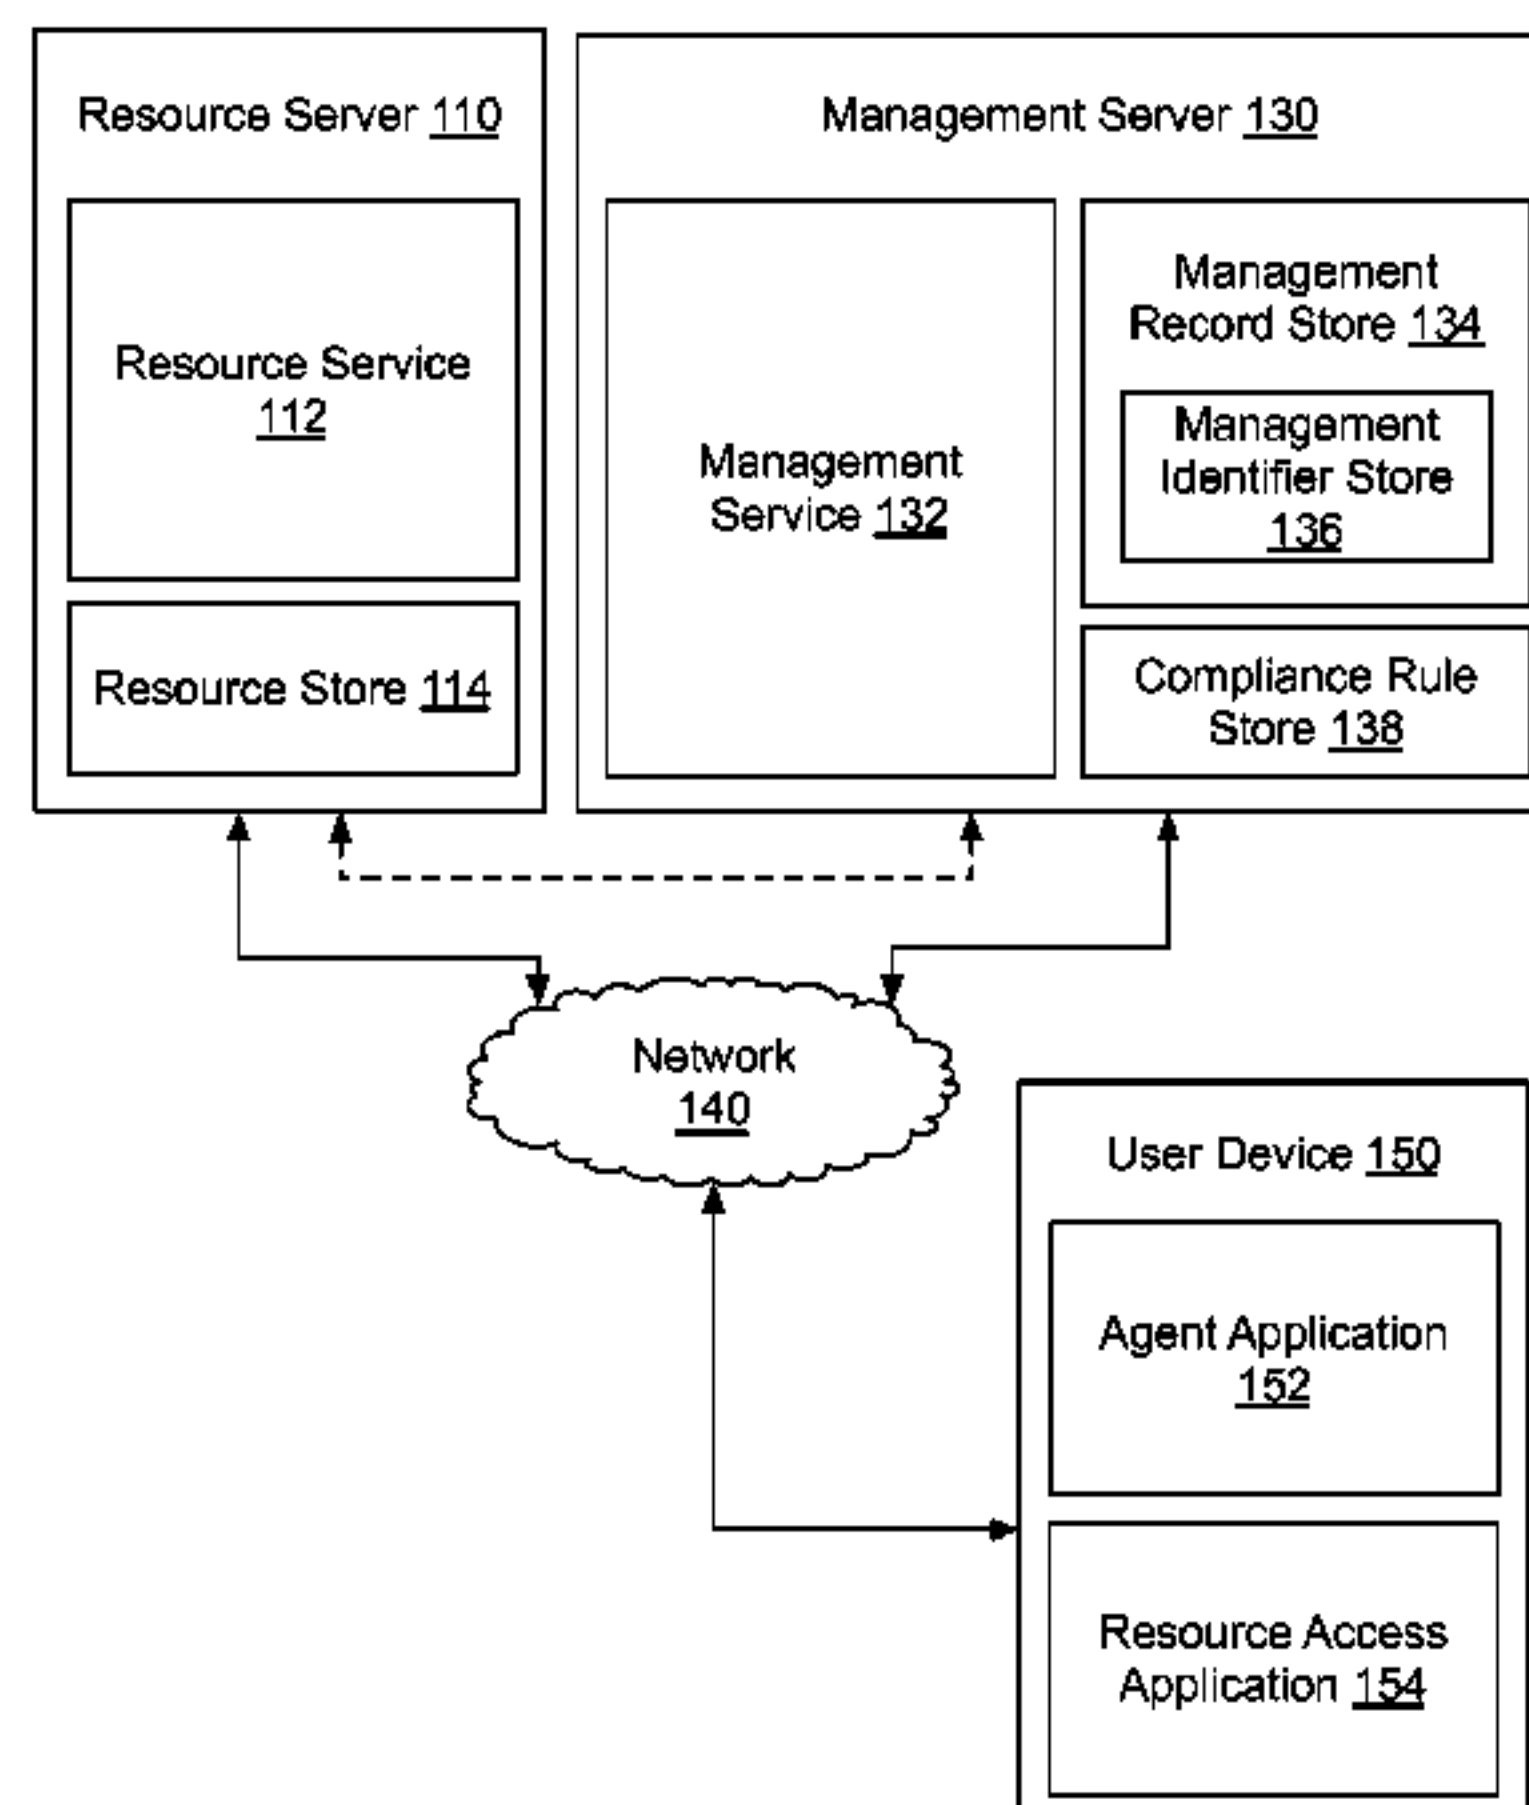 Resource Server 110
Resource Service
112
Resource Store 114
Management Server 130
Management
Service 132
Management
Record Store 134
Management
Identifier Store
136
Compliance Rule
Store 138
Network
140
User Device 150
Agent Application
152
Resource Access
Application 154